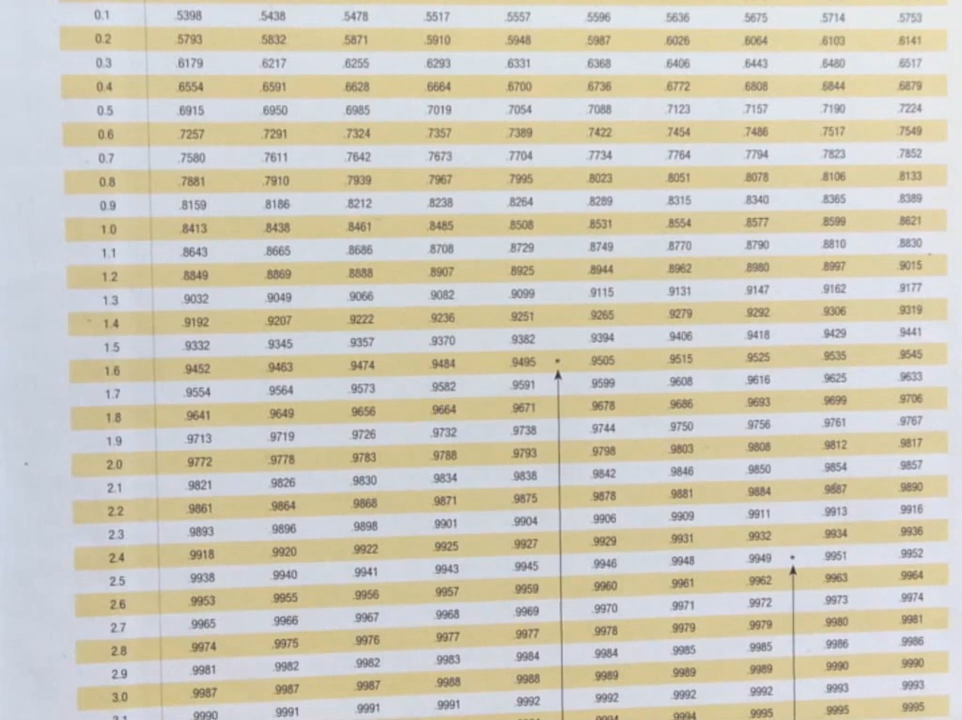 0.1 .5398 .5438 .5478 .5517 .5557 .5596 .5636 .5675 .5714 .5753
0.2 .5793 .5832 .5871 .5910 .5948 .5987 .6026 .6064 .6103 .6141
0.3 .6179 .6217 .6255 .6293 .6331 .6368 .6406 .6443 .6480 .6517
0.4 .6554 .6591 .6628 .6664 .6700 .6736 .6772 .6808 .6844 .6879
0.5 .6915 .6950 .6985 .7019 .7054 .7088 .7123 .7157 .7190 .7224
0.6 .7257 .7291 .7324 .7357 .7389 .7422 .7454 .7486 .7517 .7549
0.7 .7580 .7611 .7642 .7673 .7704 .7734 .7764 .7794 .7823 .7852
0.8 .7881 .7910 .7939 .7967 .7995 .8023 .8051 .8078 .8106 .8133
0.9 .8159 .8186 .8212 .8238 .8264 .8289 .8315 .8340 .8365 .8389
1.0 .8413 .8438 .8461 .8485 .8508 .8531 .8554 .8577 .8599 .8621
1.1 .8643 .8665 .8686 .8708 .8729 .8749 .8770 .8790 .8810 .8830
1.2 .8849 .8869 .8888 .8907 .8925 .8944 .8962 .8980 .8997 .9015
1.3 .9032 .9049 .9066 .9082 .9099 .9115 .9131 .9147 .9162 .9177
1.4 .9192 .9207 .9222 .9236 .9251 .9265 .9279 .9292 .9306 .9319
1.5 .9332 .9345 .9357 .9370 .9382 .9394 .9406 .9418 .9429 .9441
1.6 .9452 .9463 .9474 .9484 .9495 * .9505 .9515 .9525 .9535 .9545
1.7 .9554 .9564 .9573 .9582 .9591 .9599 .9608 .9616 .9625 .9633
1.8 .9641 .9649 .9656 .9664 .9671 .9678 .9686 .9693 .9699 .9706
1.9 .9713 .9719 .9726 .9732 .9738 .9744 .9750 .9756 .9761 .9767
2.0 .9772 .9778 .9783 .9788 .9793 .9798 .9803 .9808 .9812 .9817
2.1 .9821 .9826 .9830 .9834 .9838 .9842 .9846 .9850 .9854 .9857
2.2 .9861 .9864 .9868 .9871 .9875 .9878 .9881 .9884 .9887 .9890
2.3 .9893 .9896 .9898 .9901 .9904 .9906 .9909 .9911 .9913 .9916
2.4 .9918 .9920 .9922 .9925 .9927 .9929 .9931 .9932 .9934 .9936
2.5 .9938 .9940 .9941 .9943 .9945 .9946 .9948 .9949 * .9951 .9952
2.6 .9953 .9955 .9956 .9957 .9959 .9960 .9961 .9962 .9963 .9964
2.7 .9965 .9966 .9967 .9968 .9969 .9970 .9971 .9972 .9973 .9974
2.8 .9974 .9975 .9976 .9977 .9977 .9978 .9979 .9979 .9980 .9981
2.9 .9981 .9982 .9982 .9983 .9984 .9984 .9985 .9985 .9986 .9986
3.0 .9987 .9987 .9987 .9988 .9988 .9989 .9989 .9989 .9990 .9990
3.1 .9990 .9991 .9991 .9991 .9992 .9992 .9992 .9992 .9993 .9993
.9994 .9994 .9995 .9995 .9995